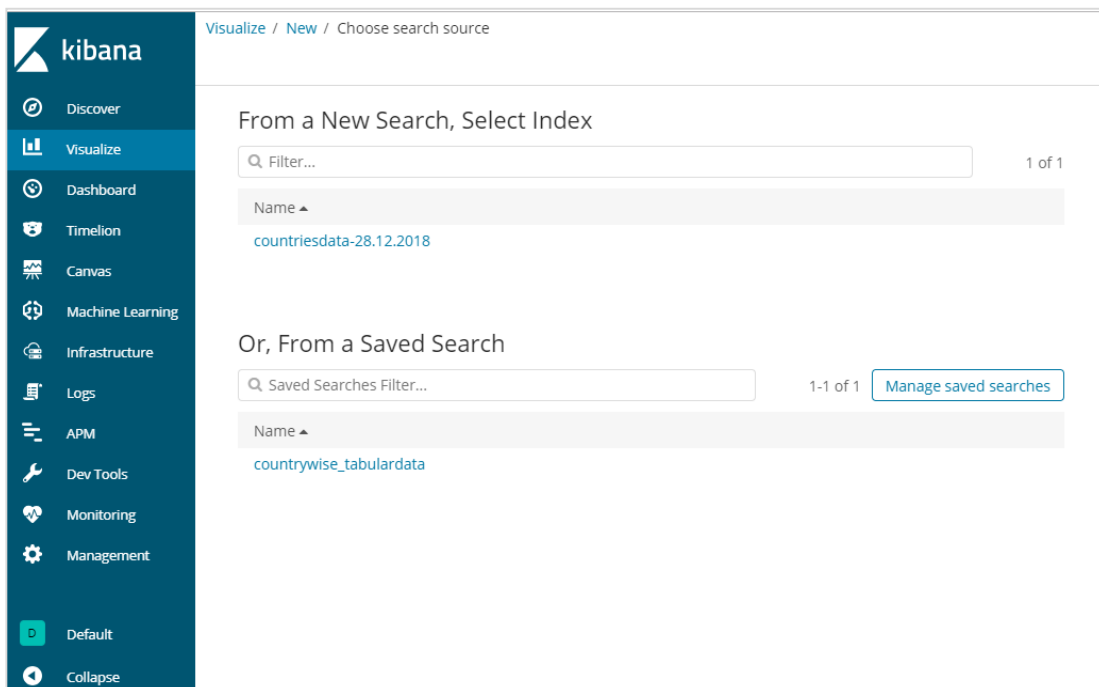 kibana
Discover
Visualize
Dashboard
Timelion
Canvas
Machine Learning
Infrastructure
Logs
APM
Dev Tools
Monitoring
Management
D Default
Collapse
Visualize / New / Choose search source
From a New Search, Select Index
Filter... 1 of 1
Name
countriesdata-28.12.2018
Or, From a Saved Search
Saved Searches Filter... 1-1 of 1 Manage saved searches
Name
countrywise_tabulardata